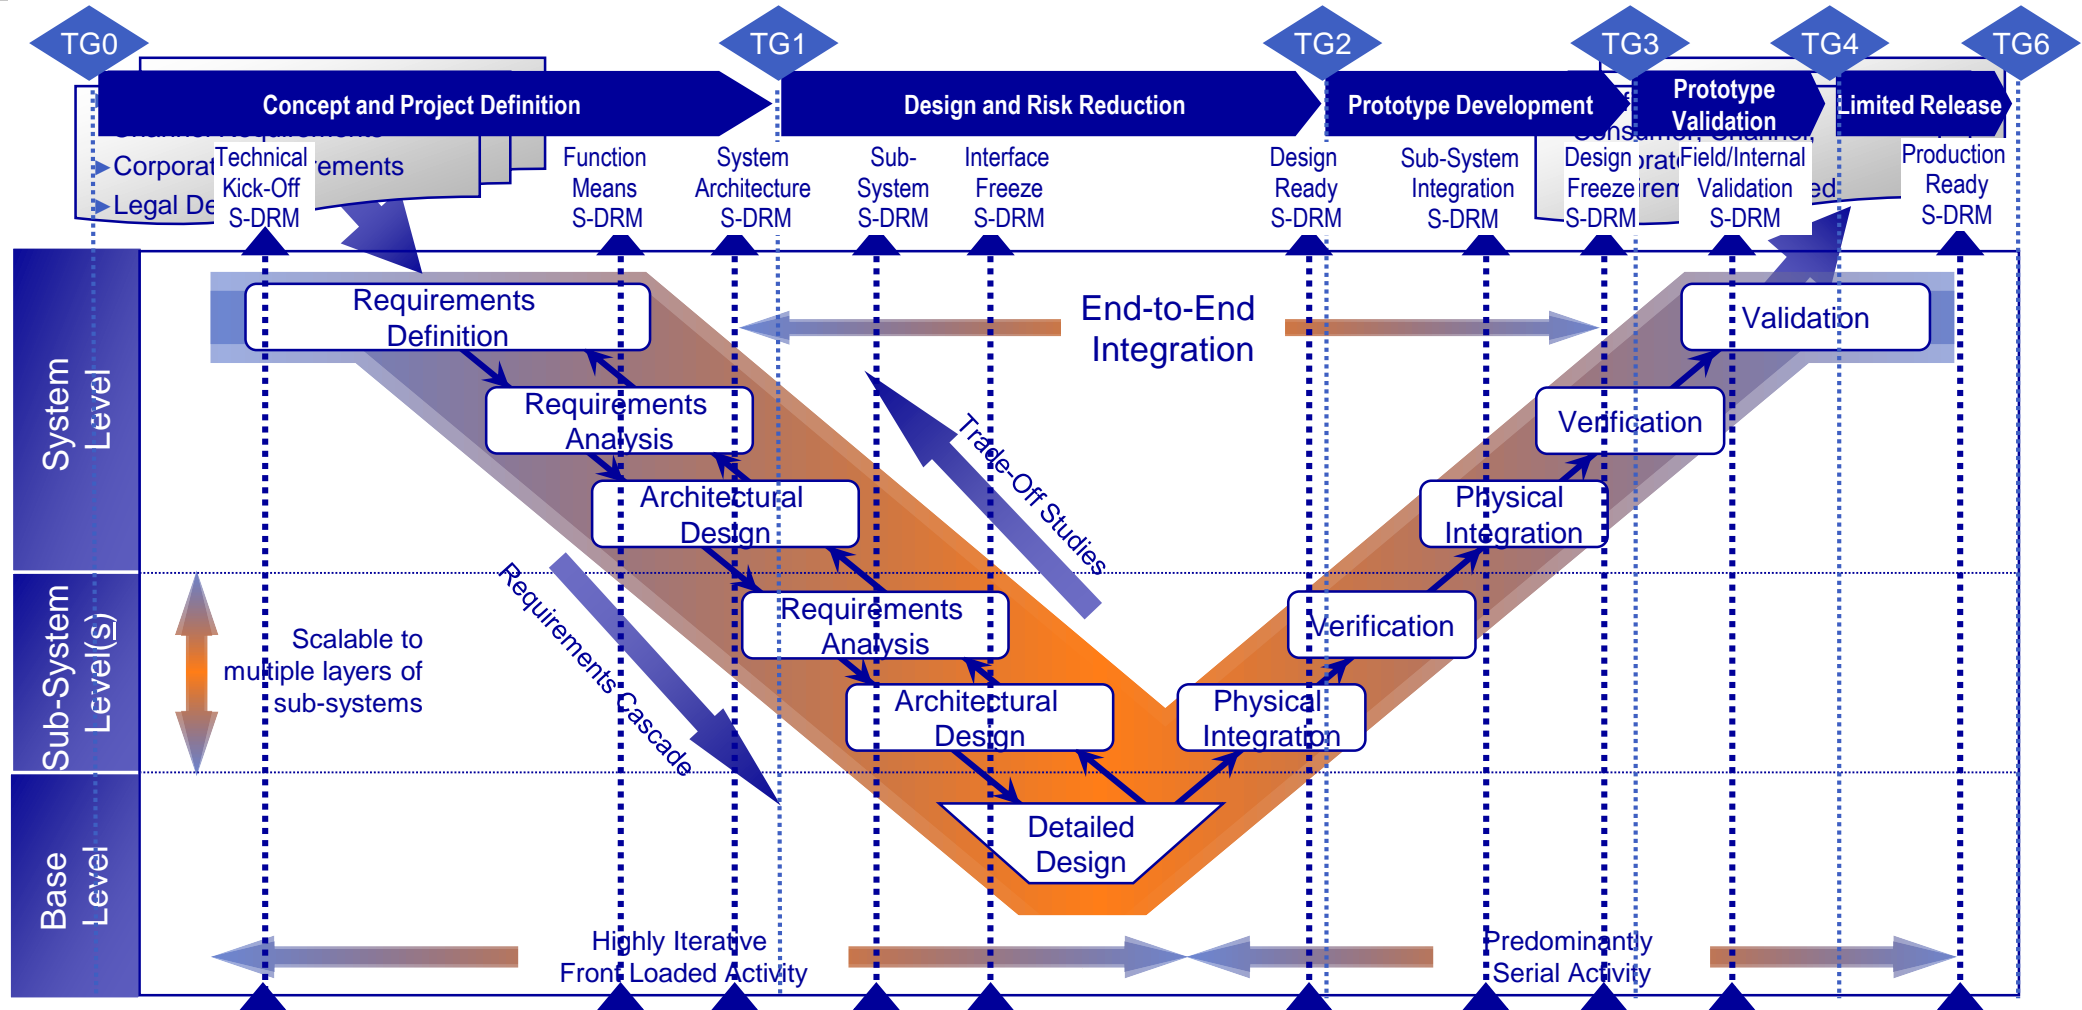 TG0
TG1
TG2
TG3
TG4
TG6
Concept and Project Definition
Design and Risk Reduction
Prototype Development
Prototype
Validation
Limited Release
Corporat
ements
Legal De
Technical
Kick-Off
S-DRM
Function
Means
S-DRM
System
Architecture
S-DRM
Sub-
System
S-DRM
Interface
Freeze
S-DRM
Design
Ready
S-DRM
Sub-System
Integration
S-DRM
Design
Freeze
S-DRM
Field/Internal
Validation
S-DRM
Production
Ready
S-DRM
System
Level
Requirements
Definition
Requirements
Analysis
Architectural
Design
End-to-End
Integration
Trade-Off Studies
Validation
Verification
Physical
Integration
Sub-System
Level(s)
Scalable to
multiple layers of
sub-systems
Requirements Cascade
Requirements
Analysis
Architectural
Design
Verification
Physical
Integration
Base
Level
Detailed
Design
Highly Iterative
Front Loaded Activity
Predominantly
Serial Activity